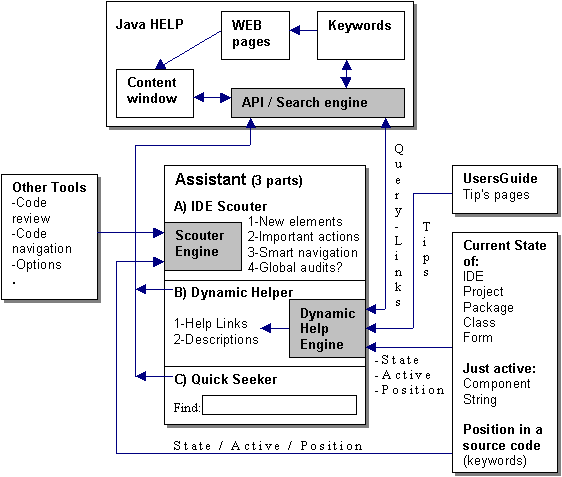 Java HELP
WEB
pages
Keywords
Content
window
API / Search engine
Other Tools
-Code
review
-Code
navigation
-Options
.
Assistant (3 parts)
A) IDE Scouter
Scouter
Engine
1-New elements
2-Important actions
3-Smart navigation
4-Global audits?
B) Dynamic Helper
1-Help Links
2-Descriptions
Dynamic
Help
Engine
C) Quick Seeker
Find:
Query-Links
Tips
UsersGuide
Tip's pages
Current State
of:
IDE
Project
Package
Class
Form
Just active:
Component
String
Position in a
source code
(keywords)
-State
-Active
-Position
State / Active / Position